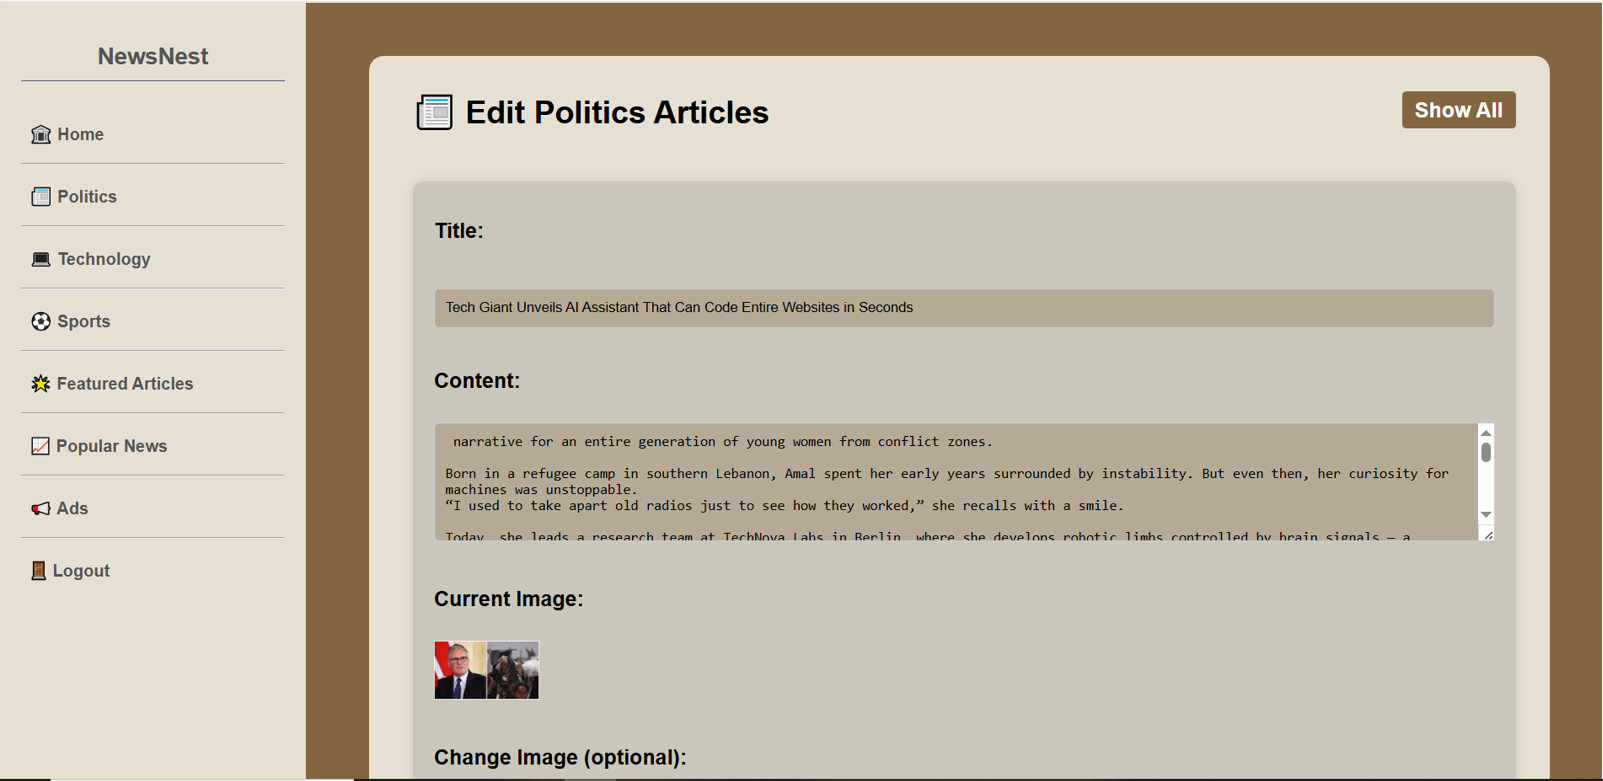 NewsNest
Home
Politics
Technology
Sports
Featured Articles
Popular News
Ads
Logout
Edit Politics Articles
Show All
Title:
Tech Giant Unveils AI Assistant That Can Code Entire Websites in Seconds
Content:
narrative for an entire generation of young women from conflict zones.
Born in a refugee camp in southern Lebanon, Amal spent her early years surrounded by instability. But even then, her curiosity for
machines was unstoppable.
“I used to take apart old radios just to see how they worked,” she recalls with a smile.
Today, she leads a research team at TechNova Labs in Berlin, where she develops robotic limbs controlled by brain signals — a
Current Image:
Change Image (optional):